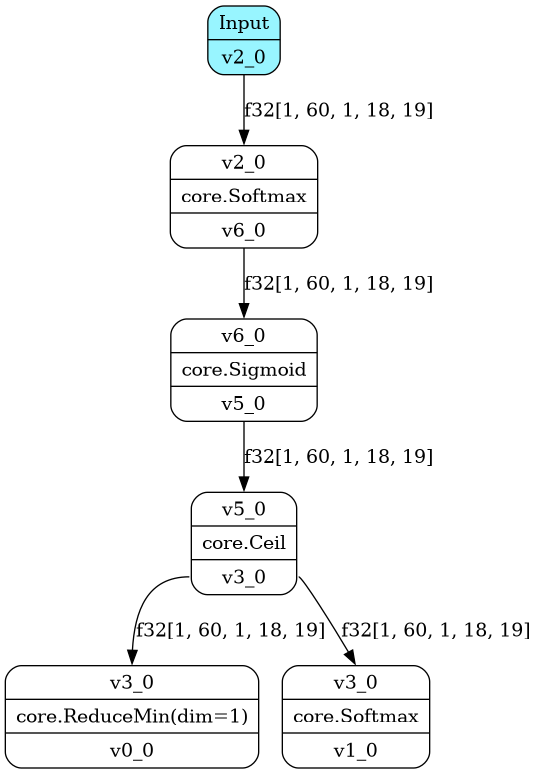 Input
v2_0
f32[1, 60, 1, 18, 19]
v2_0
core.Softmax
v6_0
f32[1, 60, 1, 18, 19]
v6_0
core.Sigmoid
v5_0
f32[1, 60, 1, 18, 19]
v5_0
core.Ceil
v3_0
f32[1, 60, 1, 18, 19]
f32[1, 60, 1, 18, 19]
v3_0
core.ReduceMin(dim=1)
v0_0
v3_0
core.Softmax
v1_0